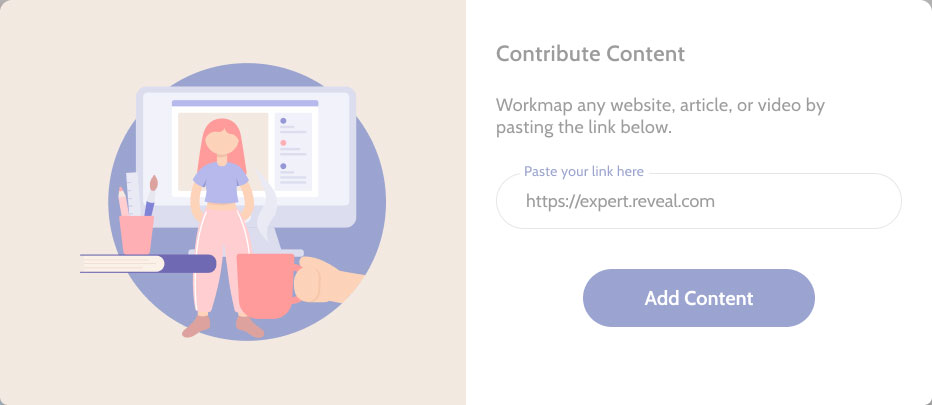 Contribute Content
Workmap any website, article, or video by
pasting the link below.
Paste your link here
https://expert.reveal.com
Add Content